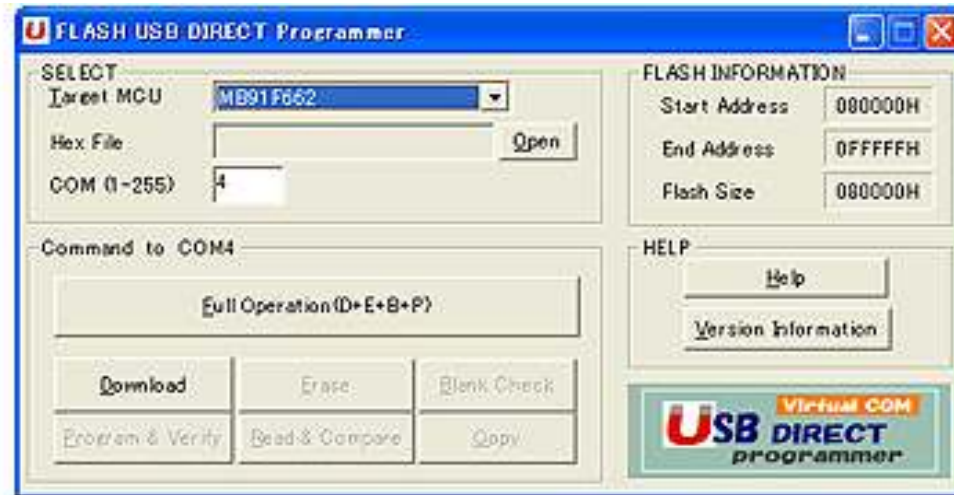 FLASH USB DIRECT Programmer
SELECT
Target MCU
MB91F662
Hex File
Open
COM (1-255)
4
FLASH INFORMATION
Start Address
080000H
End Address
0FFFFFH
Flash Size
080000H
Command to COM4
Full Operation(D+E+B+P)
Download
Erase
Blank Check
Program & Verify
Read & Compare
Copy
HELP
Help
Version Information
Virtual COM
USB DIRECT
programmer